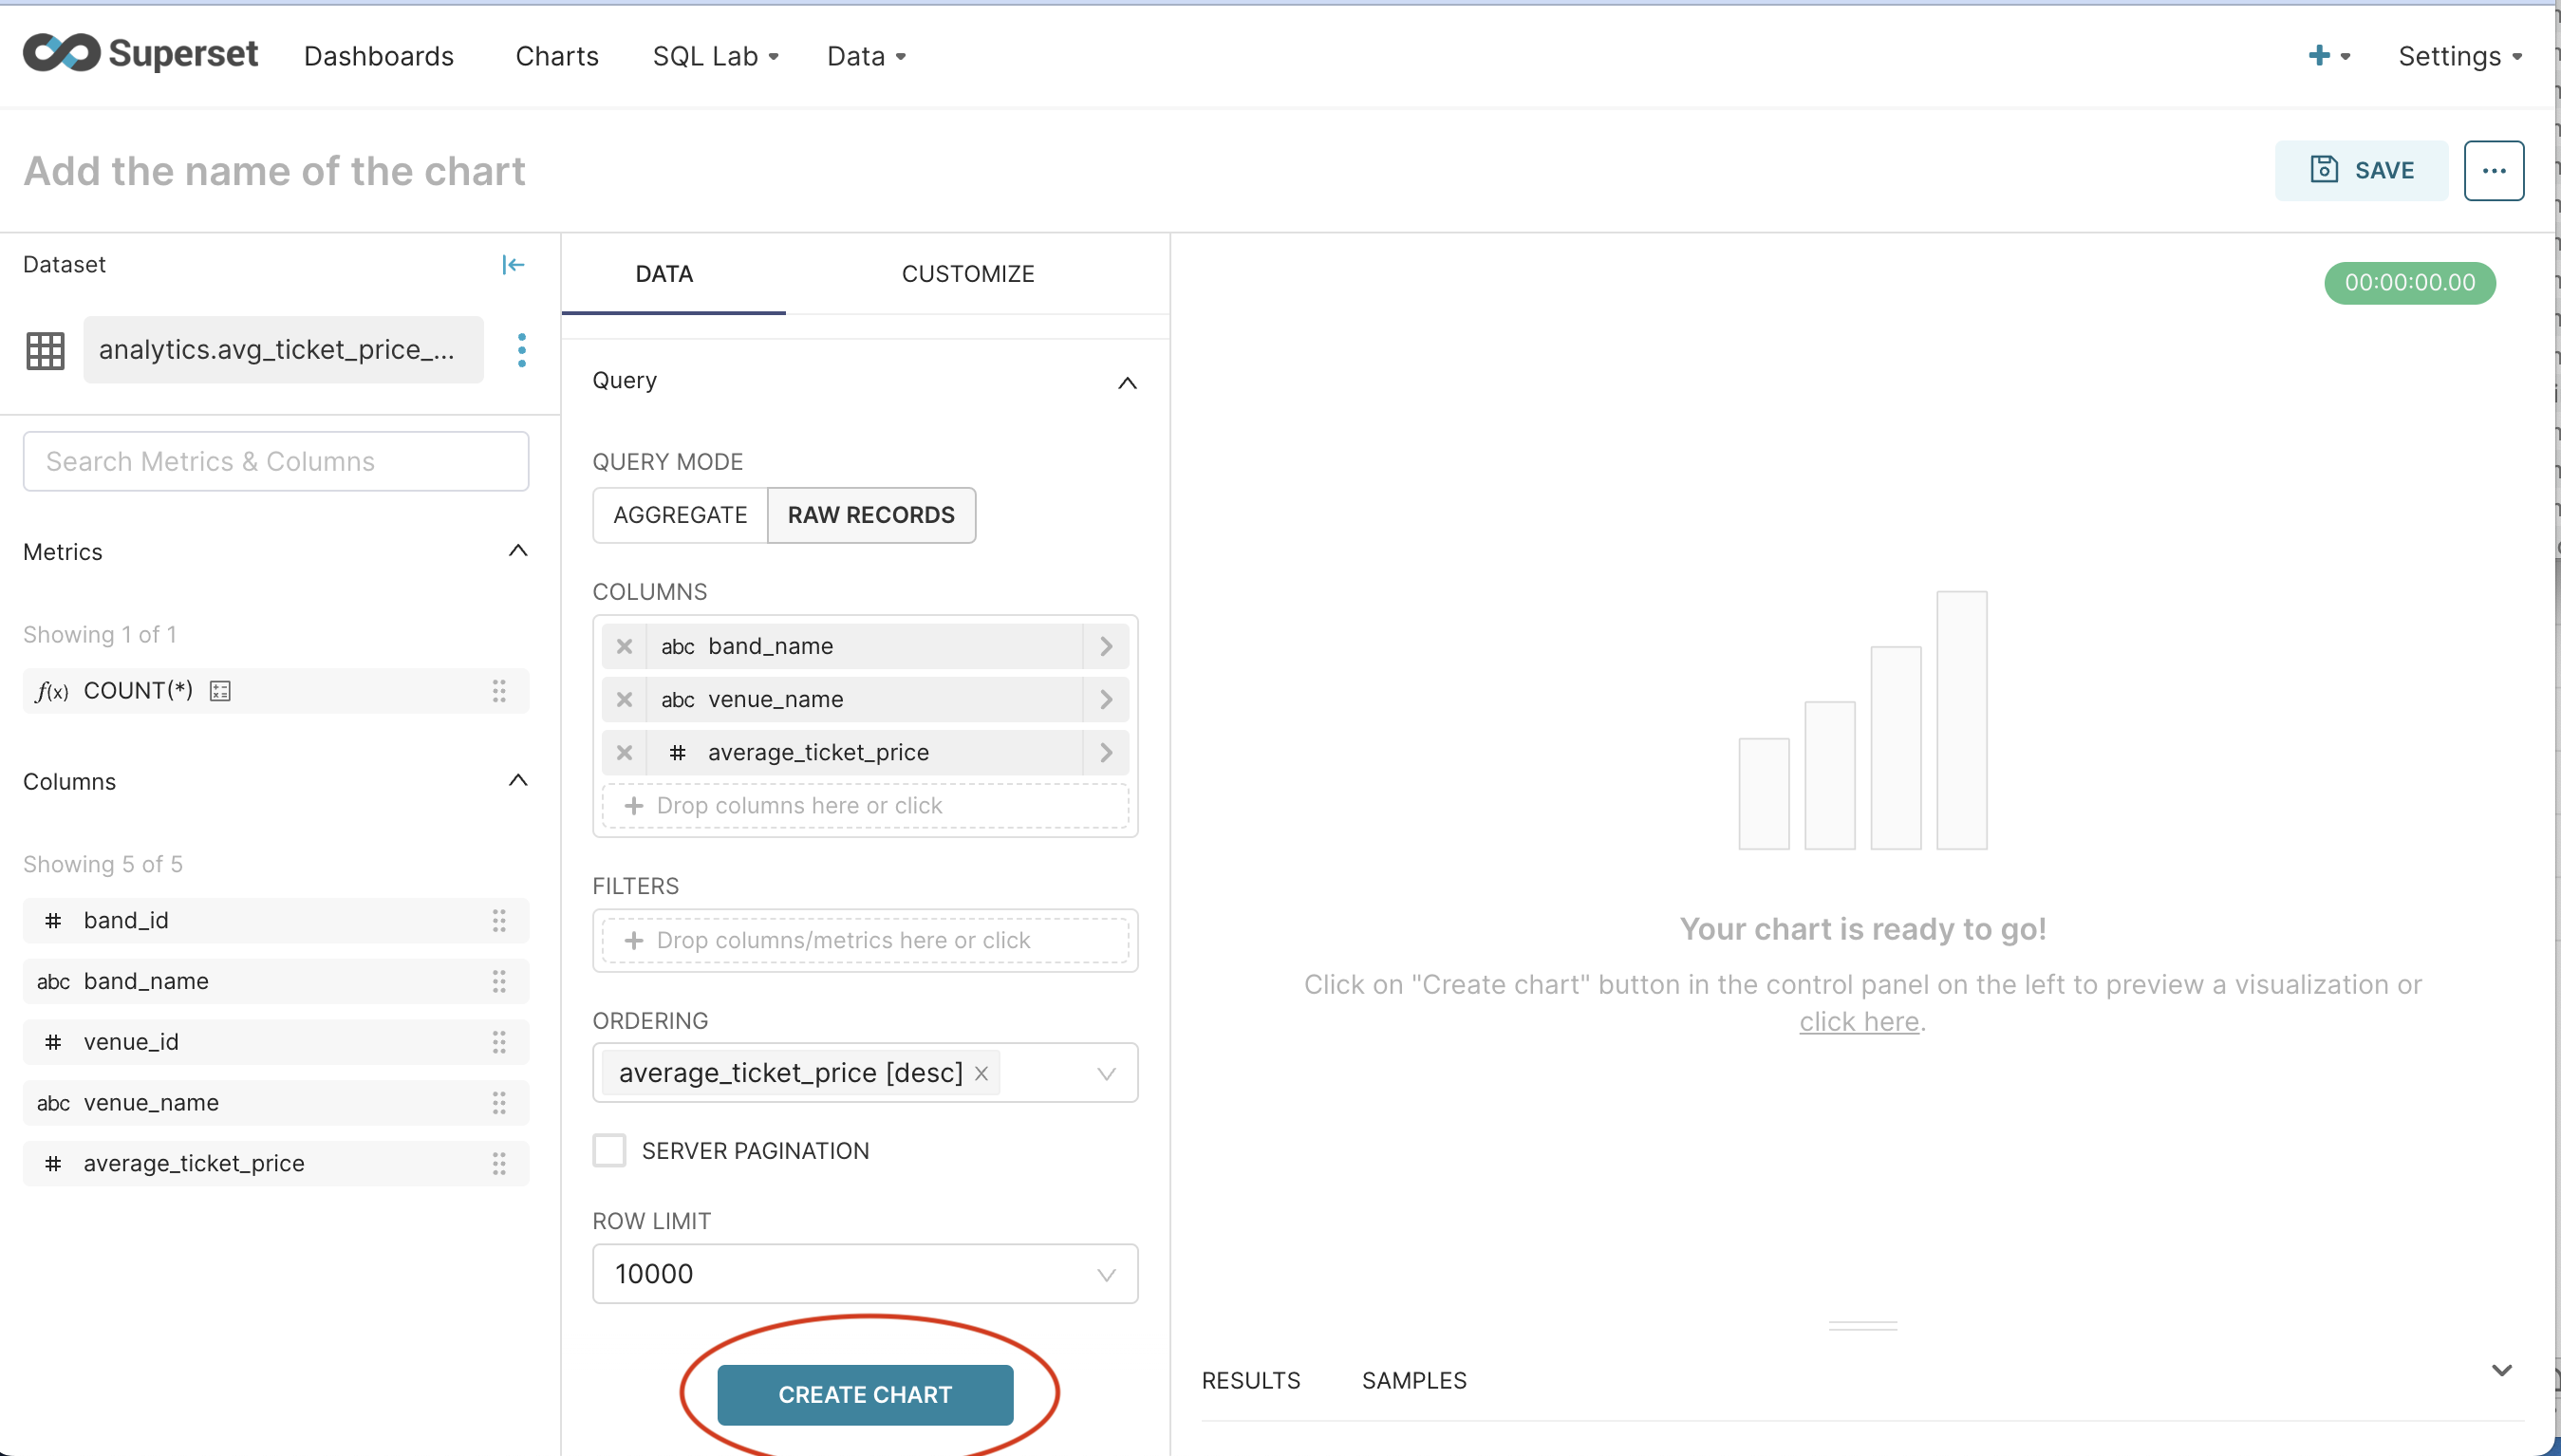 Superset
Dashboards Charts SQL Lab Data Settings
Add the name of the chart
SAVE
Dataset
analytics.avg_ticket_price_...
Search Metrics & Columns
Metrics
Showing 1 of 1
f(x) COUNT(*)
Columns
Showing 5 of 5
# band_id
abc band_name
# venue_id
abc venue_name
# average_ticket_price
DATA CUSTOMIZE
Query
QUERY MODE
AGGREGATE RAW RECORDS
COLUMNS
abc band_name
abc venue_name
# average_ticket_price
+ Drop columns here or click
FILTERS
+ Drop columns/metrics here or click
ORDERING
average_ticket_price [desc]
SERVER PAGINATION
ROW LIMIT
10000
CREATE CHART
00:00:00.00
Your chart is ready to go!
Click on "Create chart" button in the control panel on the left to preview a visualization or
click here.
RESULTS SAMPLES